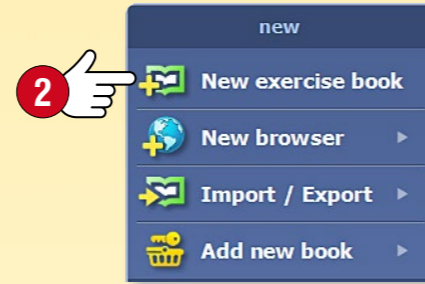 new
2
New exercise book
New browser
Import / Export
Add new book